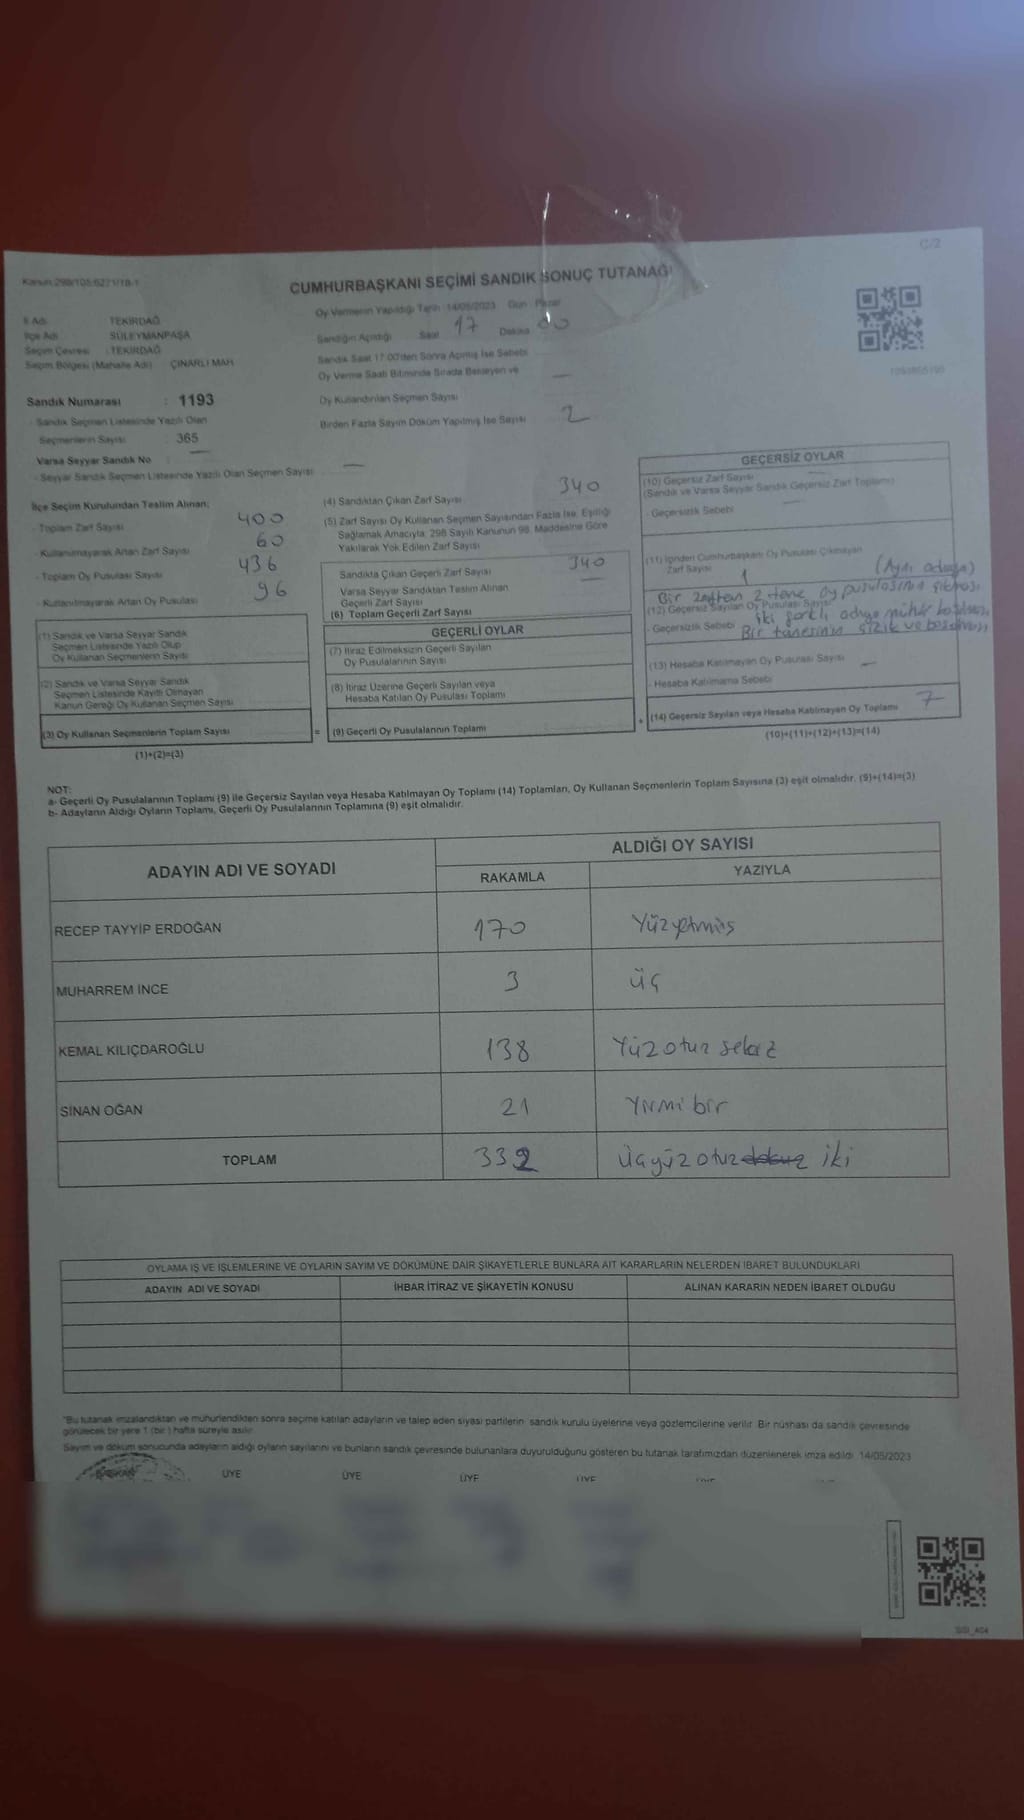 C/2
Kanun:298/105:6271/18-1
CUMHURBAŞKANI SEÇİMİ SANDIK SONUÇ TUTANAĞI
İl Adı : TEKİRDAĞ
İlçe Adı : SÜLEYMANPAŞA
Seçim Çevresi : TEKİRDAĞ
Seçim Bölgesi (Mahalle Adı) : ÇINARLI MAH.
Sandık Numarası : 1193
- Sandık Seçmen Listesinde Yazılı Olan
Seçmenlerin Sayısı : 365
Varsa Seyyar Sandık No —
- Seyyar Sandık Seçmen Listesinde Yazılı Olan Seçmen Sayısı: —
Oy Vermenin Yapıldığı Tarih : 14/05/2023 Gün : Pazar
Sandığın Açıldığı Saat 17 Dakika 00
Sandık Saat 17:00'den Sonra Açılmış İse Sebebi
Oy Verme Saati Bitiminde Sırada Bekleyen ve
Oy Kullandırılan Seçmen Sayısı —
Birden Fazla Sayım Döküm Yapılmış İse Sayısı 2
İlçe Seçim Kurulundan Teslim Alınan;
- Toplam Zarf Sayısı 400
- Kullanılmayarak Artan Zarf Sayısı 60
- Toplam Oy Pusulası Sayısı 436
- Kullanılmayarak Artan Oy Pusulası 96
(4) Sandıktan Çıkan Zarf Sayısı 340
(5) Zarf Sayısı Oy Kullanan Seçmen Sayısından Fazla İse, Eşitliği
Sağlamak Amacıyla, 298 Sayılı Kanunun 98. Maddesine Göre
Yakılarak Yok Edilen Zarf Sayısı
Sandıkta Çıkan Geçerli Zarf Sayısı 340
Varsa Seyyar Sandıktan Teslim Alınan —
Geçerli Zarf Sayısı
(6) Toplam Geçerli Zarf Sayısı
(1) Sandık ve Varsa Seyyar Sandık
Seçmen Listesinde Yazılı Olup
Oy Kullanan Seçmenlerin Sayısı
(2) Sandık ve Varsa Seyyar Sandık
Seçmen Listesinde Kayıtlı Olmayan
Kanun Gereği Oy Kullanan Seçmen Sayısı
(3) Oy Kullanan Seçmenlerin Toplam Sayısı
(1)+(2)=(3)
=
GEÇERLİ OYLAR
(7) İtiraz Edilmeksizin Geçerli Sayılan
Oy Pusulalarının Sayısı
(8) İtiraz Üzerine Geçerli Sayılan veya
Hesaba Katılan Oy Pusulası Toplamı
(9) Geçerli Oy Pusulalarının Toplamı
+
GEÇERSİZ OYLAR
(10) Geçersiz Zarf Sayısı —
(Sandık ve Varsa Seyyar Sandık Geçersiz Zarf Toplamı)
- Geçersizlik Sebebi : —
(11) İçinden Cumhurbaşkanı Oy Pusulası Çıkmayan
Zarf Sayısı 1 (Aynı adaya)
Bir zarftan 2 tane oy pusulasının çıkması
(12) Geçersiz Sayılan Oy Pusulası Sayısı
iki farklı adaya mühür basılması
- Geçersizlik Sebebi Bir tanesinin çizik ve
(13) Hesaba Katılmayan Oy Pusulası Sayısı —
- Hesaba Katılmama Sebebi
(14) Geçersiz Sayılan veya Hesaba Katılmayan Oy Toplamı 7
(10)+(11)+(12)+(13)=(14)
NOT:
a- Geçerli Oy Pusulalarının Toplamı (9) ile Geçersiz Sayılan veya Hesaba Katılmayan Oy Toplamı (14) Toplamları, Oy Kullanan Seçmenlerin Toplam Sayısına (3) eşit olmalıdır. (9)+(14)=(3)
b- Adayların Aldığı Oyların Toplamı, Geçerli Oy Pusulalarının Toplamına (9) eşit olmalıdır.
ADAYIN ADI VE SOYADI
ALDIĞI OY SAYISI
RAKAMLA YAZIYLA
RECEP TAYYİP ERDOĞAN 170 Yüzyetmiş
MUHARREM İNCE 3 üç
KEMAL KILIÇDAROĞLU 138 Yüzotuz sekiz
SİNAN OĞAN 21 Yirmi bir
TOPLAM 332 üçyüzotuz iki
OYLAMA İŞ VE İŞLEMLERİNE VE OYLARIN SAYIM VE DÖKÜMÜNE DAİR ŞİKAYETLERLE BUNLARA AİT KARARLARIN NELERDEN İBARET BULUNDUKLARI
ADAYIN ADI VE SOYADI İHBAR İTİRAZ VE ŞİKAYETİN KONUSU ALINAN KARARIN NEDEN İBARET OLDUĞU
"Bu tutanak imzalandıktan ve mühürlendikten sonra seçime katılan adayların ve talep eden siyasi partilerin sandık kurulu üyelerine veya gözlemcilerine verilir. Bir nüshası da sandık çevresinde
görülecek bir yere 1 (bir) hafta süreyle asılır.
Sayım ve döküm sonucunda adayların aldığı oyların sayılarını ve bunların sandık çevresinde bulunanlara duyurulduğunu gösteren bu tutanak tarafımızdan düzenlenerek imza edildi. 14/05/2023
BAŞKAN ÜYE ÜYE ÜYE ÜYE ÜYE